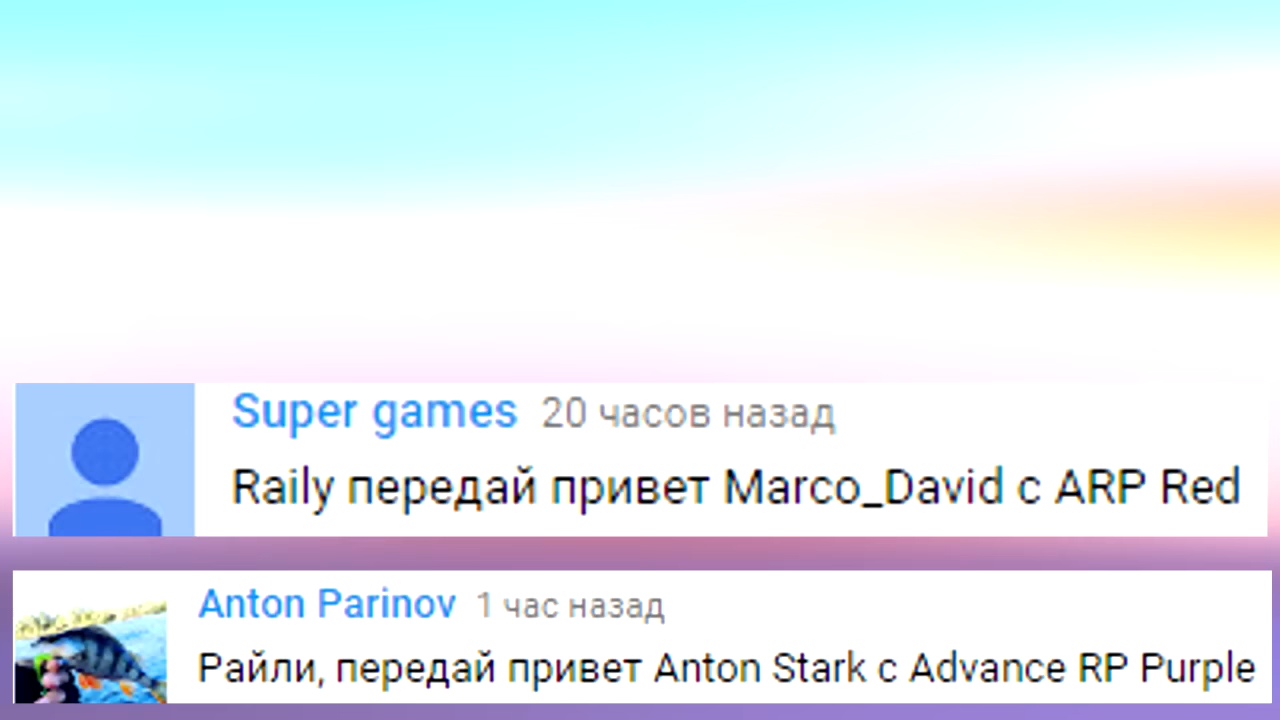 Super games 20 часов назад
Raily передай привет Marco_David с ARP Red
Anton Parinov 1 час назад
Райли, передай привет Anton Stark с Advance RP Purple